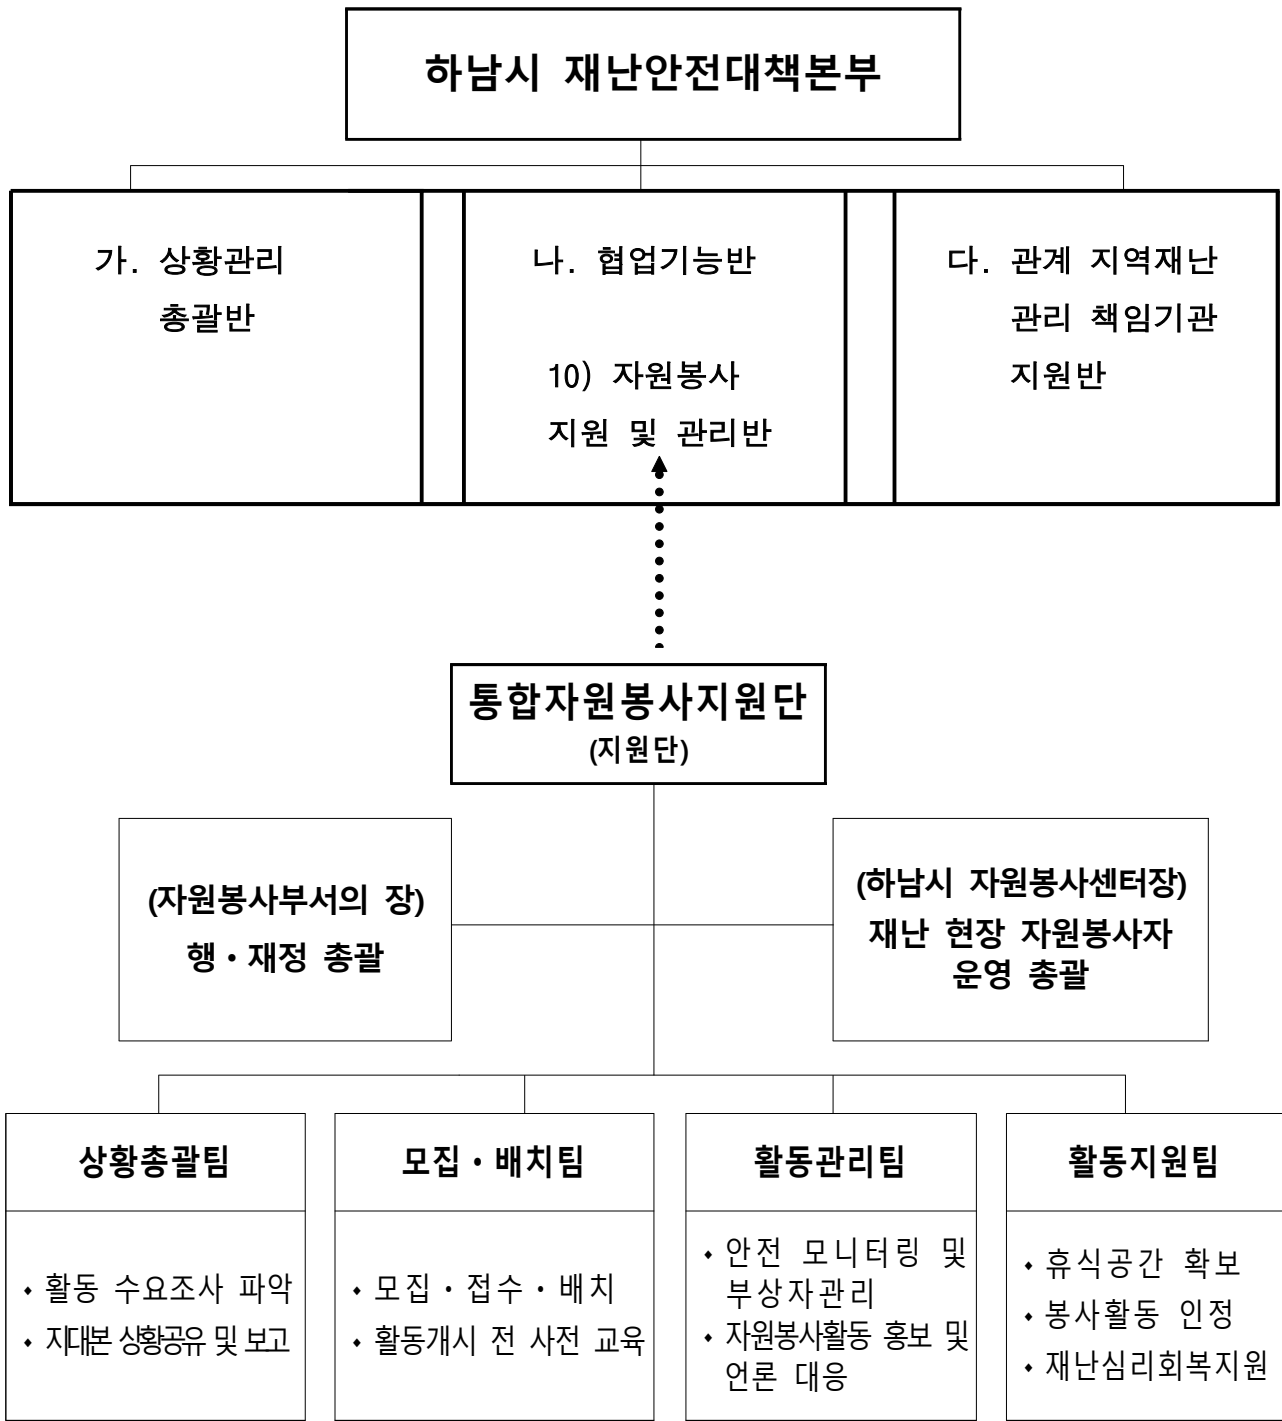 하남시 재난안전대책본부
가. 상황관리
총괄반
나. 협업기능반
10) 자원봉사
지원 및 관리반
다. 관계 지역재난
관리 책임기관
지원반
통합자원봉사지원단
(지원단)
(자원봉사부서의 장)
행·재정 총괄
(하남시 자원봉사센터장)
재난 현장 자원봉사자
운영 총괄
상황총괄팀
⬩ 활동 수요조사 파악
⬩ 지대본 상황공유 및 보고
모집·배치팀
⬩ 모집·접수·배치
⬩ 활동개시 전 사전 교육
활동관리팀
⬩ 안전 모니터링 및
부상자관리
⬩ 자원봉사활동 홍보 및
언론 대응
활동지원팀
⬩ 휴식공간 확보
⬩ 봉사활동 인정
⬩ 재난심리회복지원